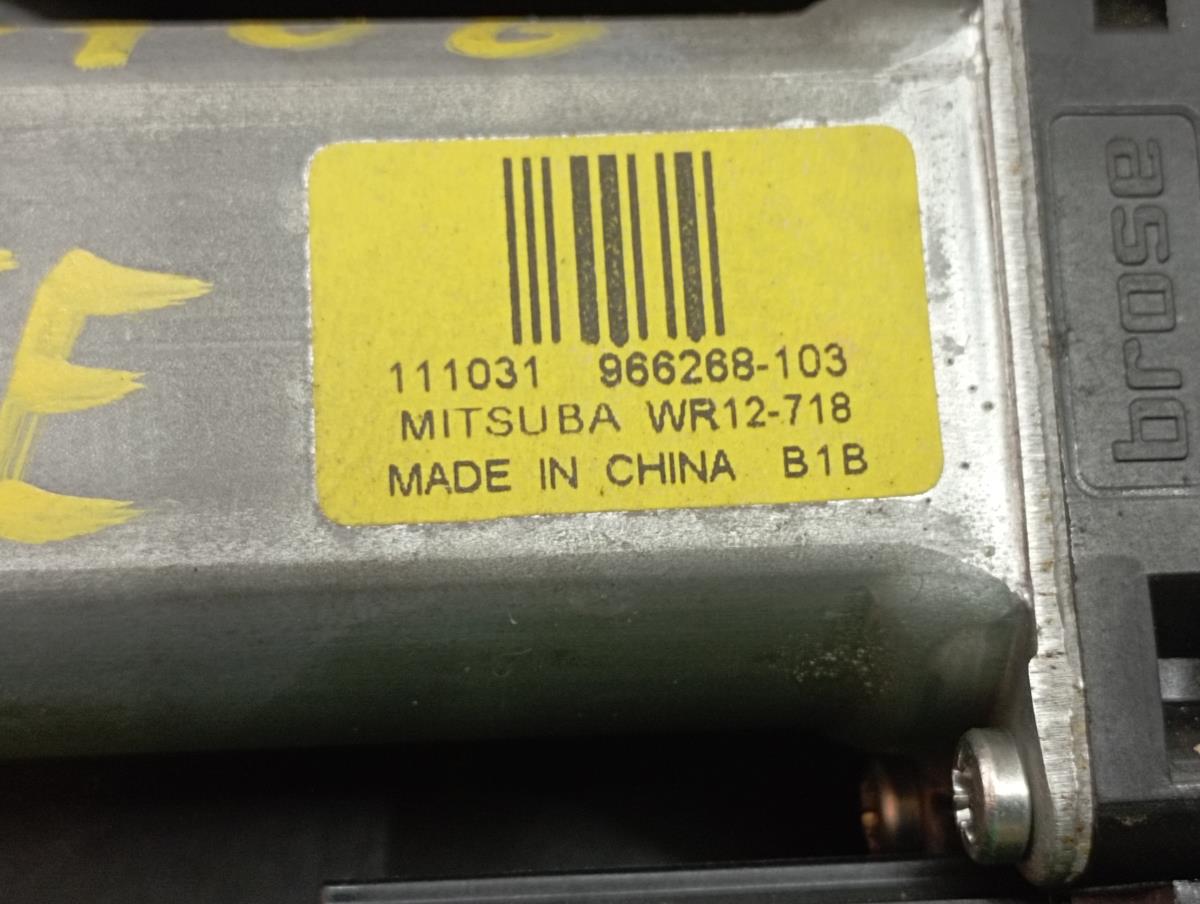 111031 966268-103
MITSUBA WR12-718
MADE IN CHINA B1B
brose
E